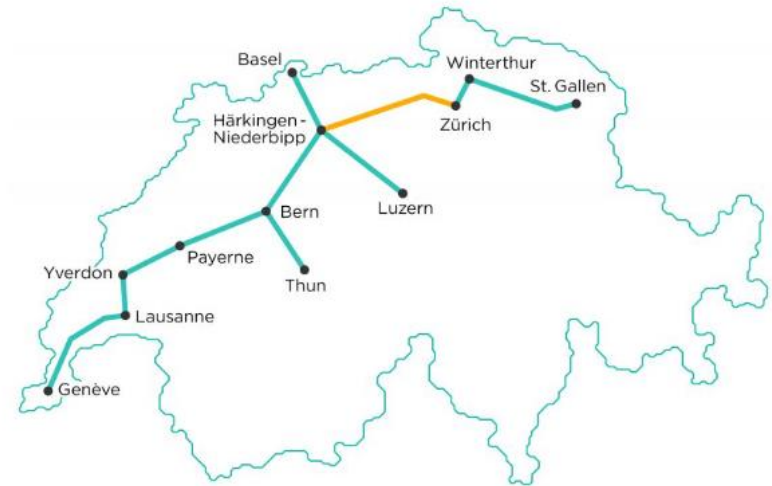 Basel
Winterthur
St. Gallen
Härkingen-
Niederbipp
Zürich
Luzern
Bern
Payerne
Yverdon
Thun
Lausanne
Genève